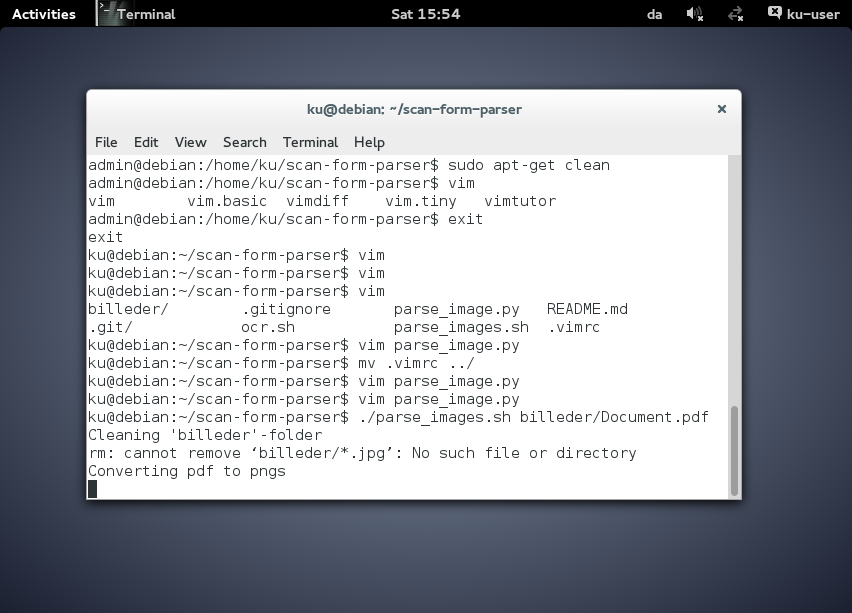 Activities
Terminal
Sat 15:54
da
ku-user
ku@debian: ~/scan-form-parser
File Edit View Search Terminal Help
admin@debian:/home/ku/scan-form-parser$ sudo apt-get clean
admin@debian:/home/ku/scan-form-parser$ vim
vim        vim.basic  vimdiff    vim.tiny   vimtutor
admin@debian:/home/ku/scan-form-parser$ exit
exit
ku@debian:~/scan-form-parser$ vim
ku@debian:~/scan-form-parser$ vim
ku@debian:~/scan-form-parser$ vim
billeder/        .gitignore       parse_image.py   README.md
.git/            ocr.sh           parse_images.sh  .vimrc
ku@debian:~/scan-form-parser$ vim parse_image.py
ku@debian:~/scan-form-parser$ mv .vimrc ../
ku@debian:~/scan-form-parser$ vim parse_image.py
ku@debian:~/scan-form-parser$ vim parse_image.py
ku@debian:~/scan-form-parser$ ./parse_images.sh billeder/Document.pdf
Cleaning 'billeder'-folder
rm: cannot remove ‘billeder/*.jpg’: No such file or directory
Converting pdf to pngs